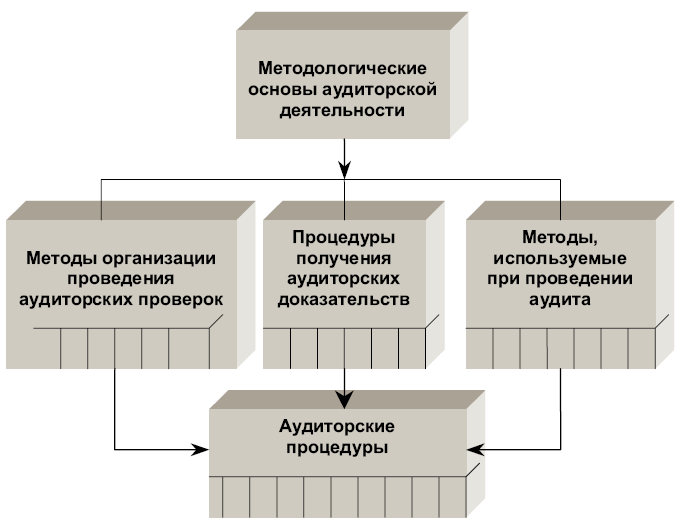 Методологические
основы аудиторской
деятельности
Методы организации
проведения
аудиторских проверок
Процедуры
получения
аудиторских
доказательств
Методы,
используемые
при проведении
аудита
Аудиторские
процедуры